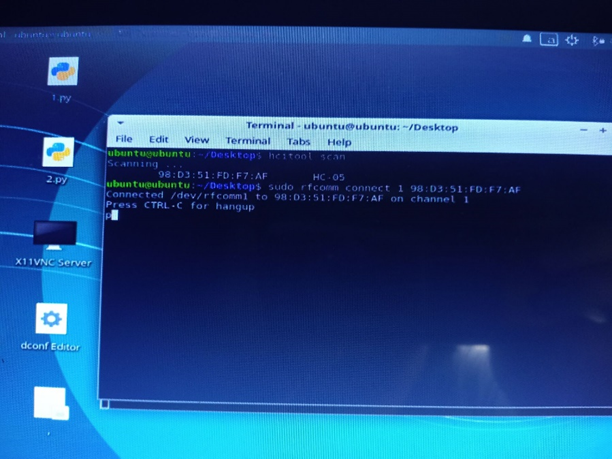 1.py
2.py
X11VNC Server
dconf Editor
Terminal - ubuntu@ubuntu: ~/Desktop
File Edit View Terminal Tabs Help
ubuntu@ubuntu:~/Desktop$ hcitool scan
Scanning ...
98:D3:51:FD:F7:AF HC-05
ubuntu@ubuntu:~/Desktop$ sudo rfcomm connect 1 98:D3:51:FD:F7:AF
Connected /dev/rfcomm1 to 98:D3:51:FD:F7:AF on channel 1
Press CTRL-C for hangup
p